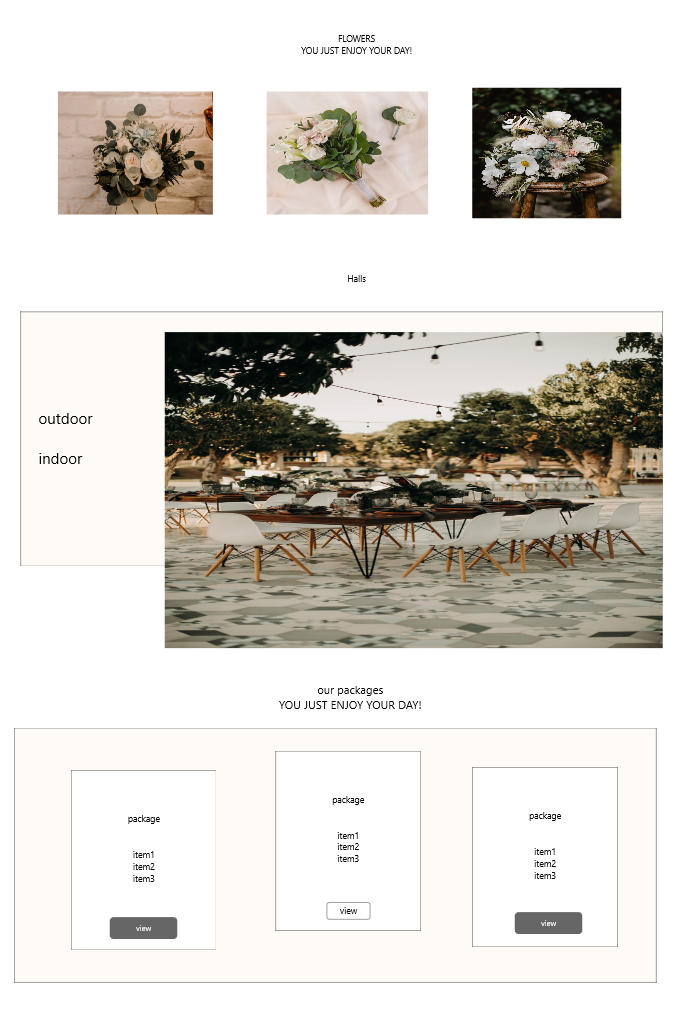 FLOWERS
YOU JUST ENJOY YOUR DAY!
Halls
outdoor
indoor
our packages
YOU JUST ENJOY YOUR DAY!
package
item1
item2
item3
view
package
item1
item2
item3
view
package
item1
item2
item3
view